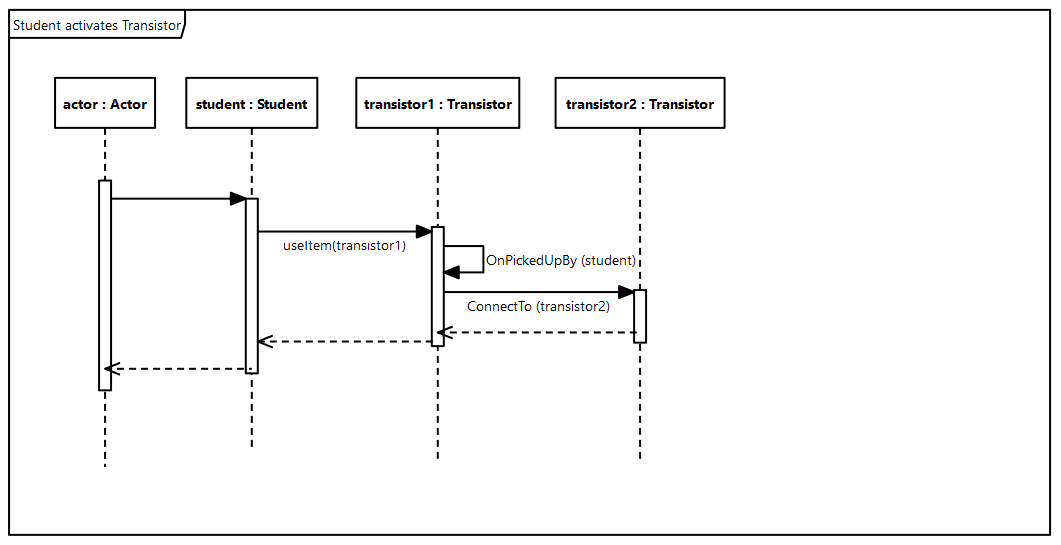 Student activates Transistor
actor : Actor
student : Student
transistor1 : Transistor
transistor2 : Transistor
useItem(transistor1)
OnPickedUpBy (student)
ConnectTo (transistor2)